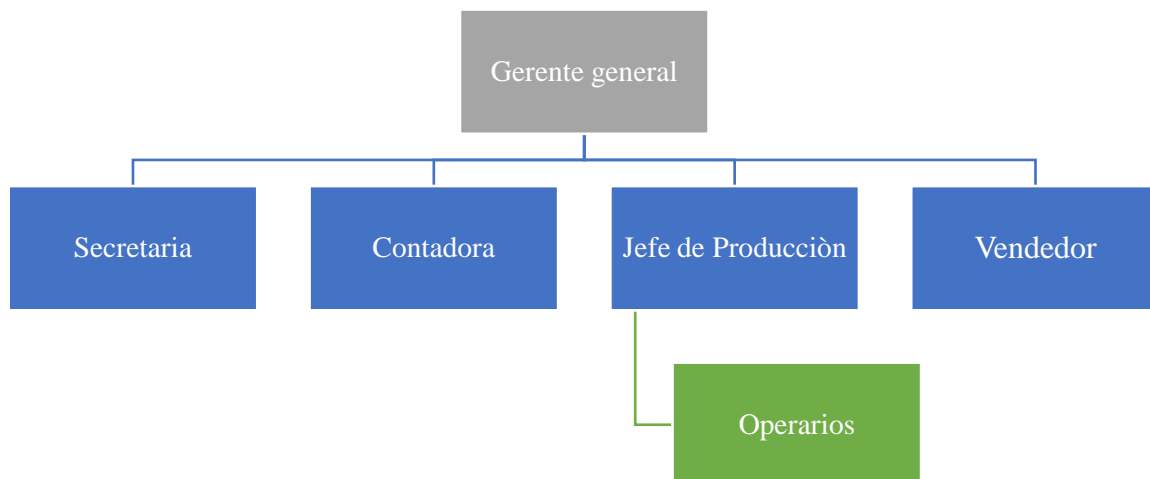 Gerente general
Secretaria
Contadora
Jefe de Producciòn
Vendedor
Operarios